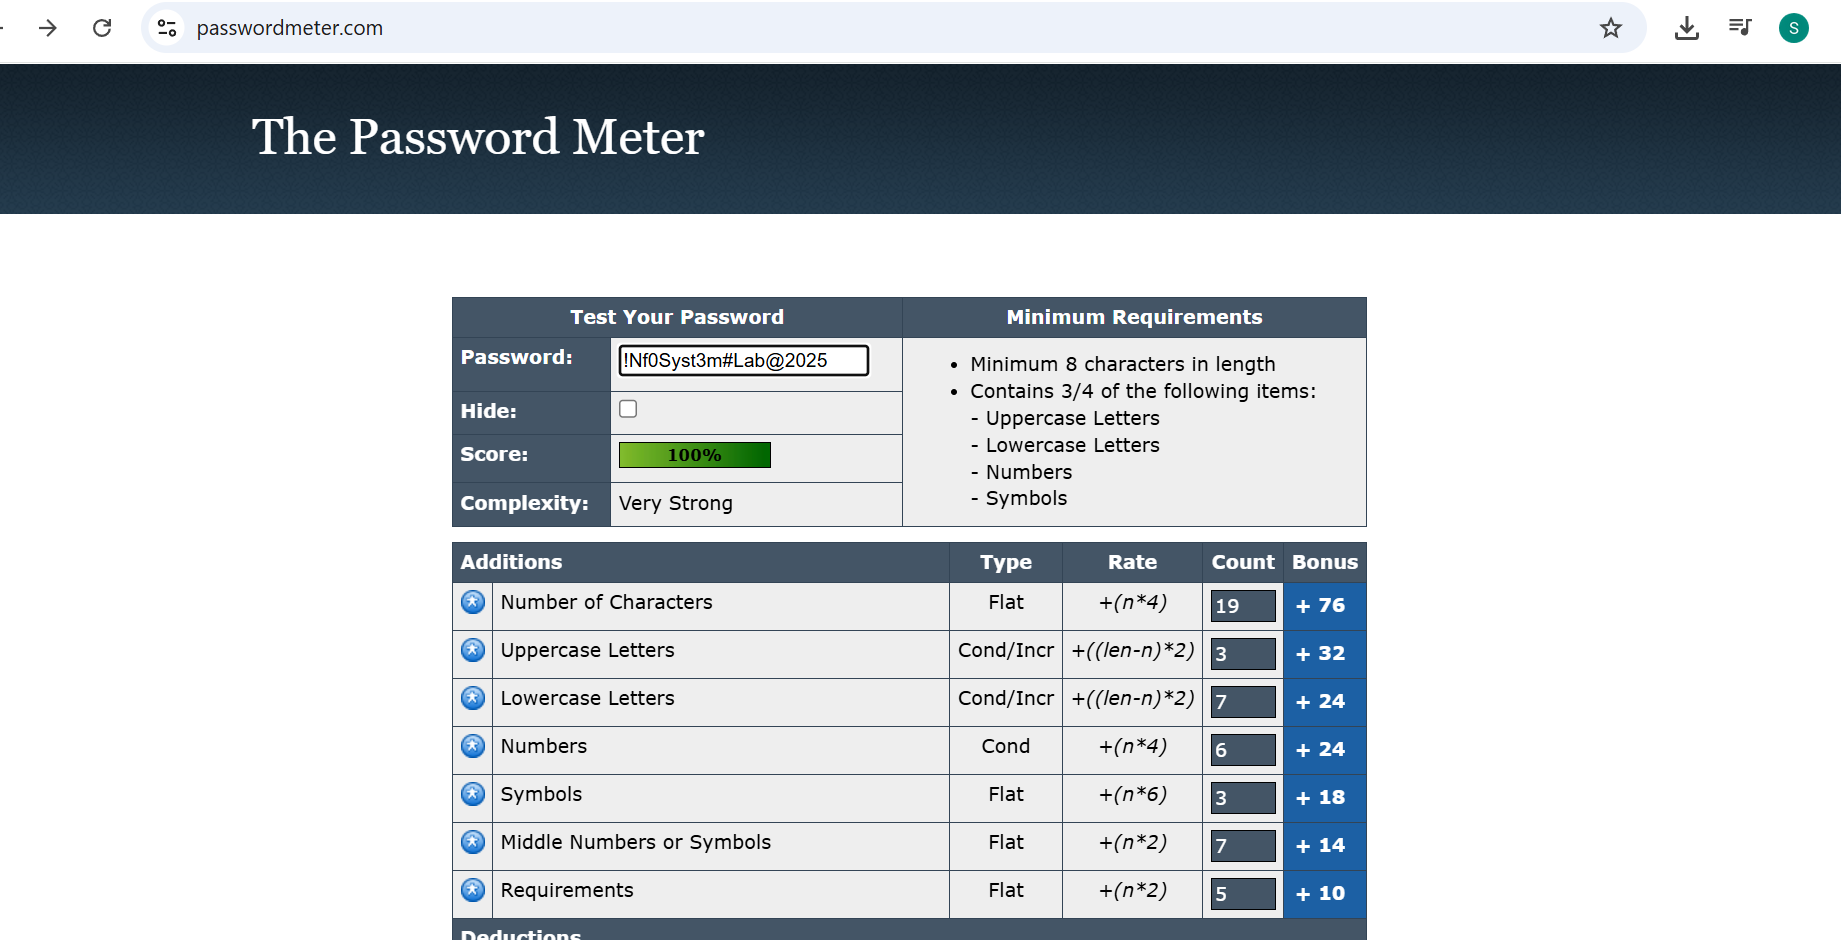 passwordmeter.com
S
The Password Meter
Test Your Password
Minimum Requirements
Password:
!Nf0Syst3m#Lab@2025
Hide:
Score:
100%
Complexity:
Very Strong
• Minimum 8 characters in length
• Contains 3/4 of the following items:
- Uppercase Letters
- Lowercase Letters
- Numbers
- Symbols
Additions Type Rate Count Bonus
Number of Characters Flat +(n*4) 19 + 76
Uppercase Letters Cond/Incr +((len-n)*2) 3 + 32
Lowercase Letters Cond/Incr +((len-n)*2) 7 + 24
Numbers Cond +(n*4) 6 + 24
Symbols Flat +(n*6) 3 + 18
Middle Numbers or Symbols Flat +(n*2) 7 + 14
Requirements Flat +(n*2) 5 + 10
Deductions